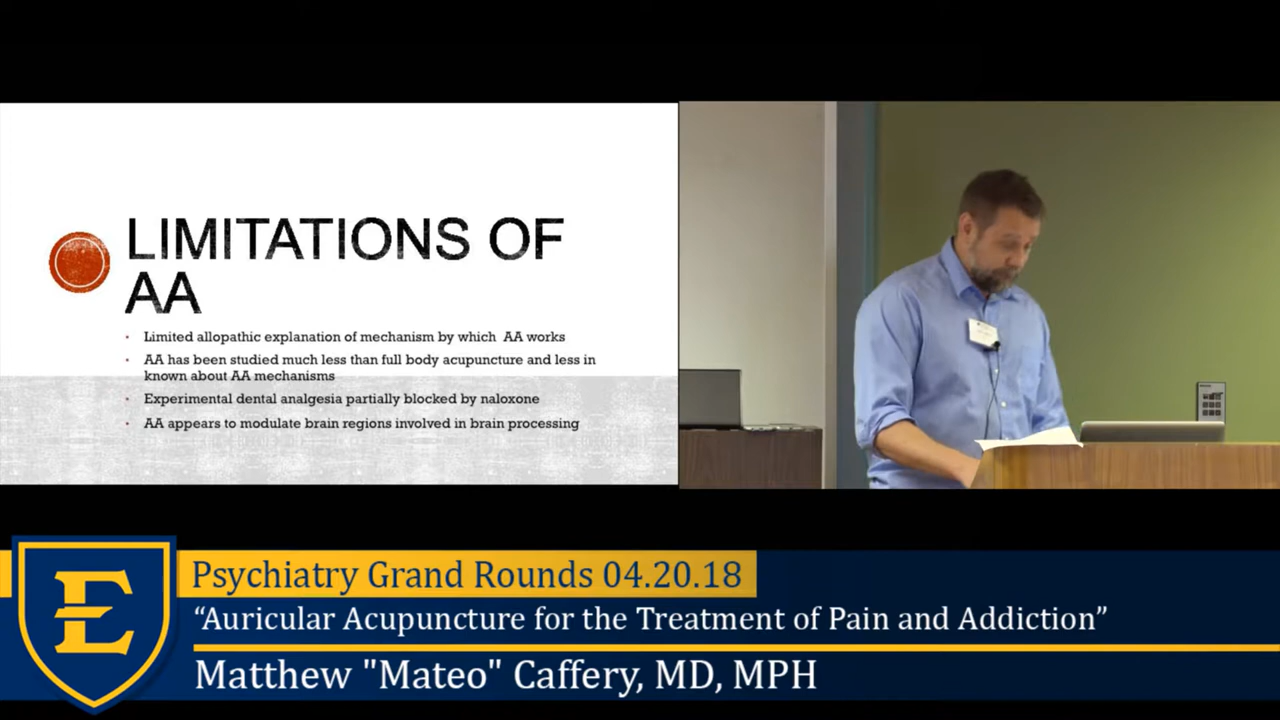 LIMITATIONS OF
AA
Limited allopathic explanation of mechanism by which AA works
AA has been studied much less than full body acupuncture and less in
known about AA mechanisms
Experimental dental analgesia partially blocked by naloxone
AA appears to modulate brain regions involved in brain processing
E
Psychiatry Grand Rounds 04.20.18
“Auricular Acupuncture for the Treatment of Pain and Addiction”
Matthew "Mateo" Caffery, MD, MPH